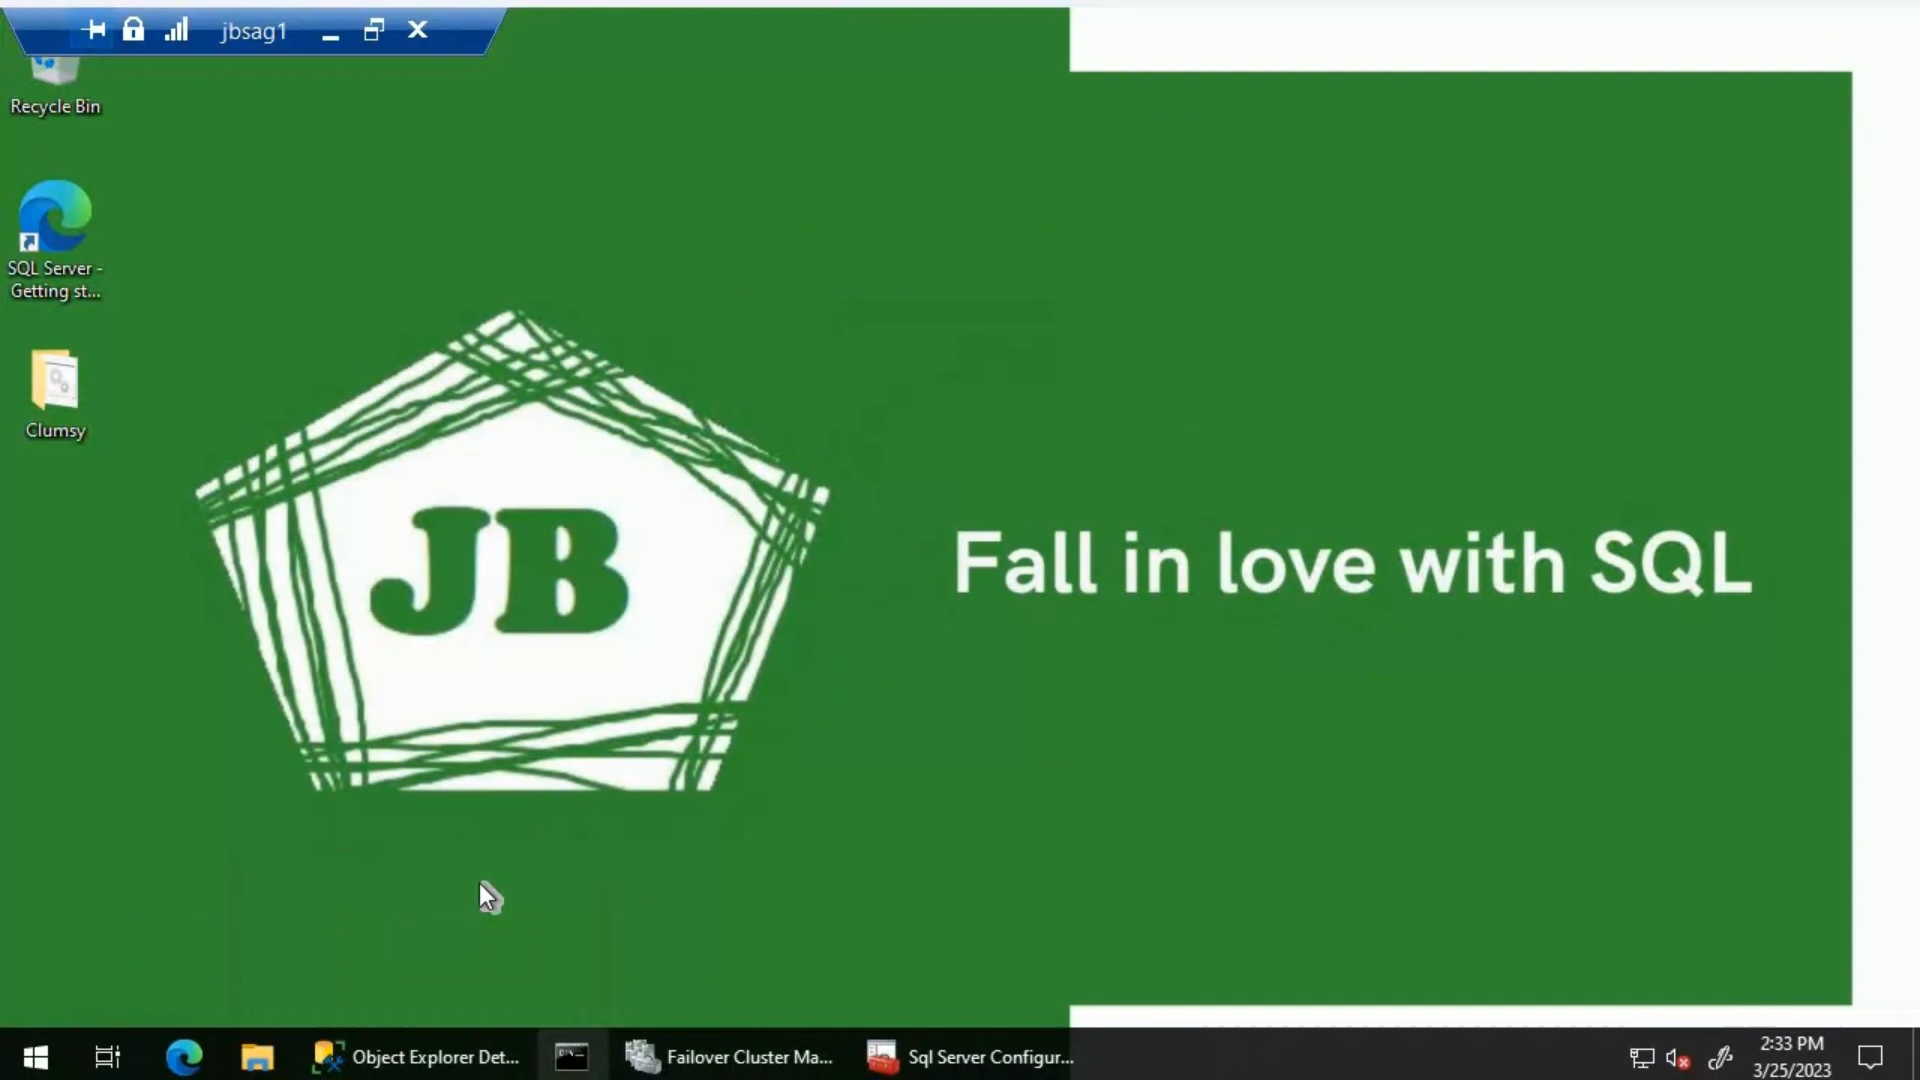 jbsag1
Recycle Bin
SQL Server -
Getting st...
Clumsy
JB
Fall in love with SQL
Object Explorer Det...
Failover Cluster Ma...
Sql Server Configur...
2:33 PM
3/25/2023